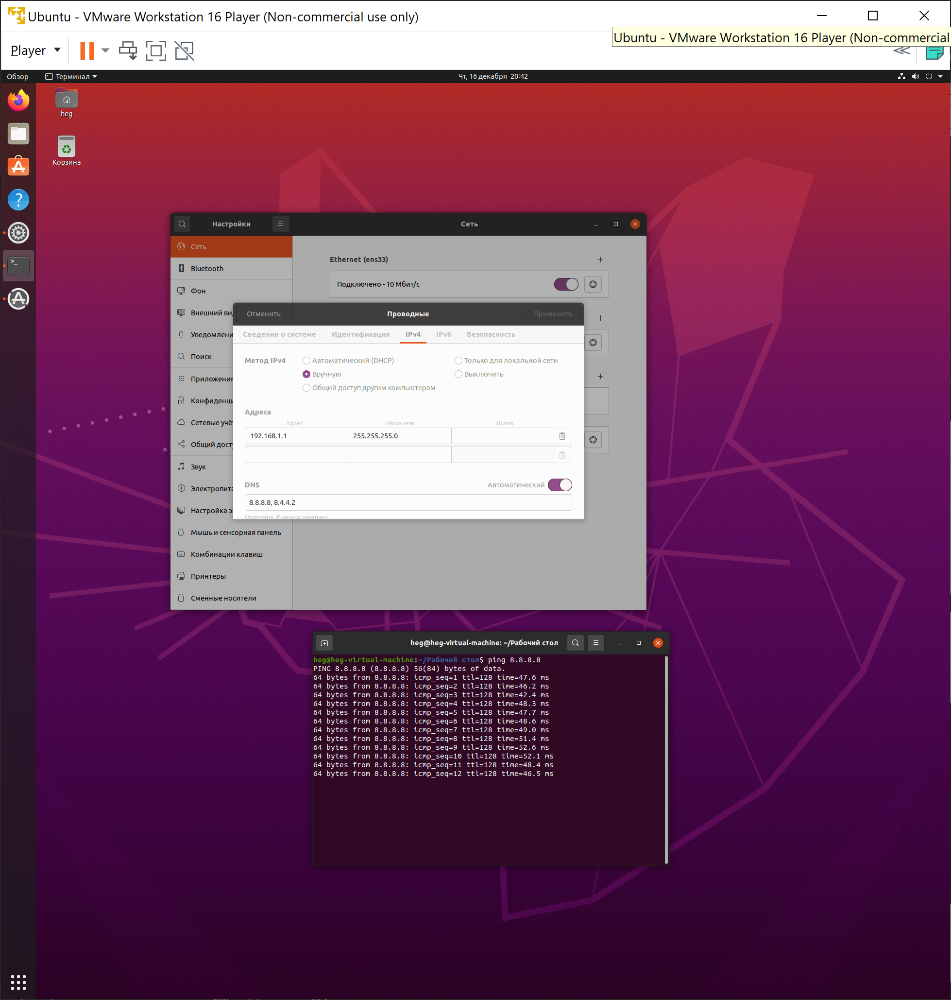 Ubuntu - VMware Workstation 16 Player (Non-commercial use only)
Ubuntu - VMware Workstation 16 Player (Non-commercial
Player
Обзор
Терминал
Чт, 16 декабря 20:42
heg
Корзина
Настройки
Сеть
Сеть
Bluetooth
Фон
Внешний ви
Уведомлени
Поиск
Приложения
Конфиденци
Сетевые учёт
Общий досту
Звук
Электропита
Настройка э
Мышь и сенсорная панель
Комбинации клавиш
Принтеры
Сменные носители
Ethernet (ens33)
Подключено - 10 Мбит/с
Отменить
Проводные
Применить
Сведения о системе
Идентификация
IPv4
IPv6
Безопасность
Метод IPv4
Автоматический (DHCP)
Только для локальной сети
Вручную
Выключить
Общий доступ другим компьютерам
Адреса
Адрес
Маска сети
Шлюз
192.168.1.1
255.255.255.0
DNS
Автоматический
8.8.8.8, 8.4.4.2
Отделяйте IP-адреса запятыми
heg@heg-virtual-machine: ~/Рабочий стол
heg@heg-virtual-machine:~/Рабочий стол$ ping 8.8.8.8
PING 8.8.8.8 (8.8.8.8) 56(84) bytes of data.
64 bytes from 8.8.8.8: icmp_seq=1 ttl=128 time=47.6 ms
64 bytes from 8.8.8.8: icmp_seq=2 ttl=128 time=46.2 ms
64 bytes from 8.8.8.8: icmp_seq=3 ttl=128 time=42.4 ms
64 bytes from 8.8.8.8: icmp_seq=4 ttl=128 time=48.3 ms
64 bytes from 8.8.8.8: icmp_seq=5 ttl=128 time=47.7 ms
64 bytes from 8.8.8.8: icmp_seq=6 ttl=128 time=48.6 ms
64 bytes from 8.8.8.8: icmp_seq=7 ttl=128 time=49.0 ms
64 bytes from 8.8.8.8: icmp_seq=8 ttl=128 time=51.4 ms
64 bytes from 8.8.8.8: icmp_seq=9 ttl=128 time=52.6 ms
64 bytes from 8.8.8.8: icmp_seq=10 ttl=128 time=52.1 ms
64 bytes from 8.8.8.8: icmp_seq=11 ttl=128 time=48.4 ms
64 bytes from 8.8.8.8: icmp_seq=12 ttl=128 time=46.5 ms